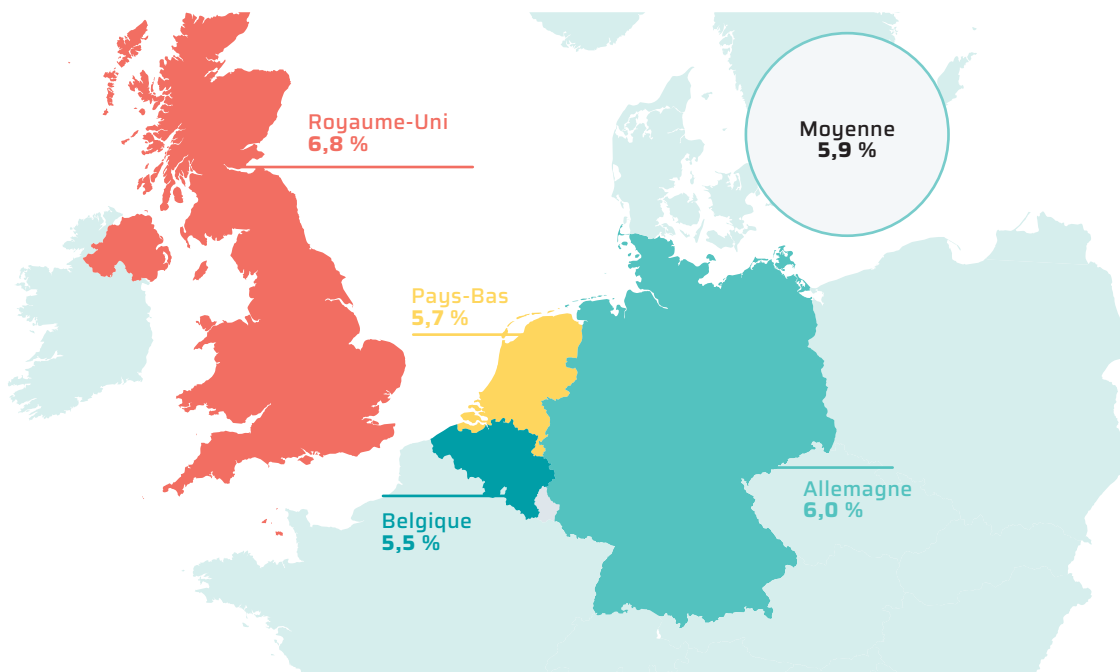 Royaume-Uni
6,8 %
Moyenne
5,9 %
Pays-Bas
5,7 %
Allemagne
6,0 %
Belgique
5,5 %